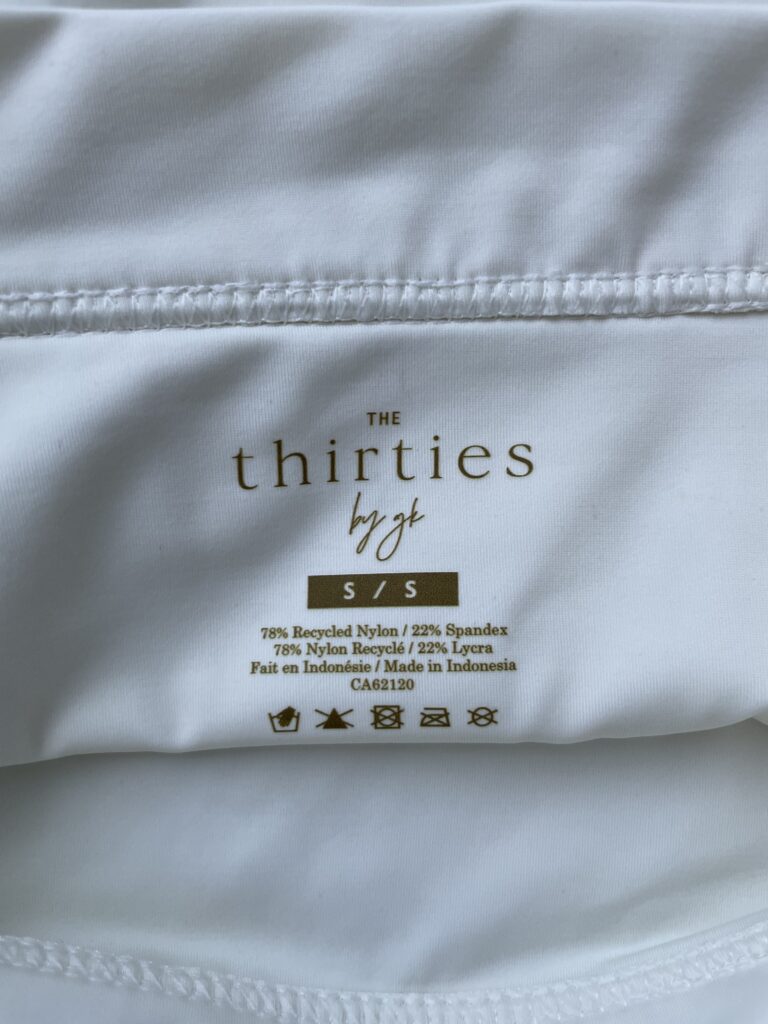 THE
thirties
by gk
S / S
78% Recycled Nylon / 22% Spandex
78% Nylon Recyclé / 22% Lycra
Fait en Indonésie / Made in Indonesia
CA62120